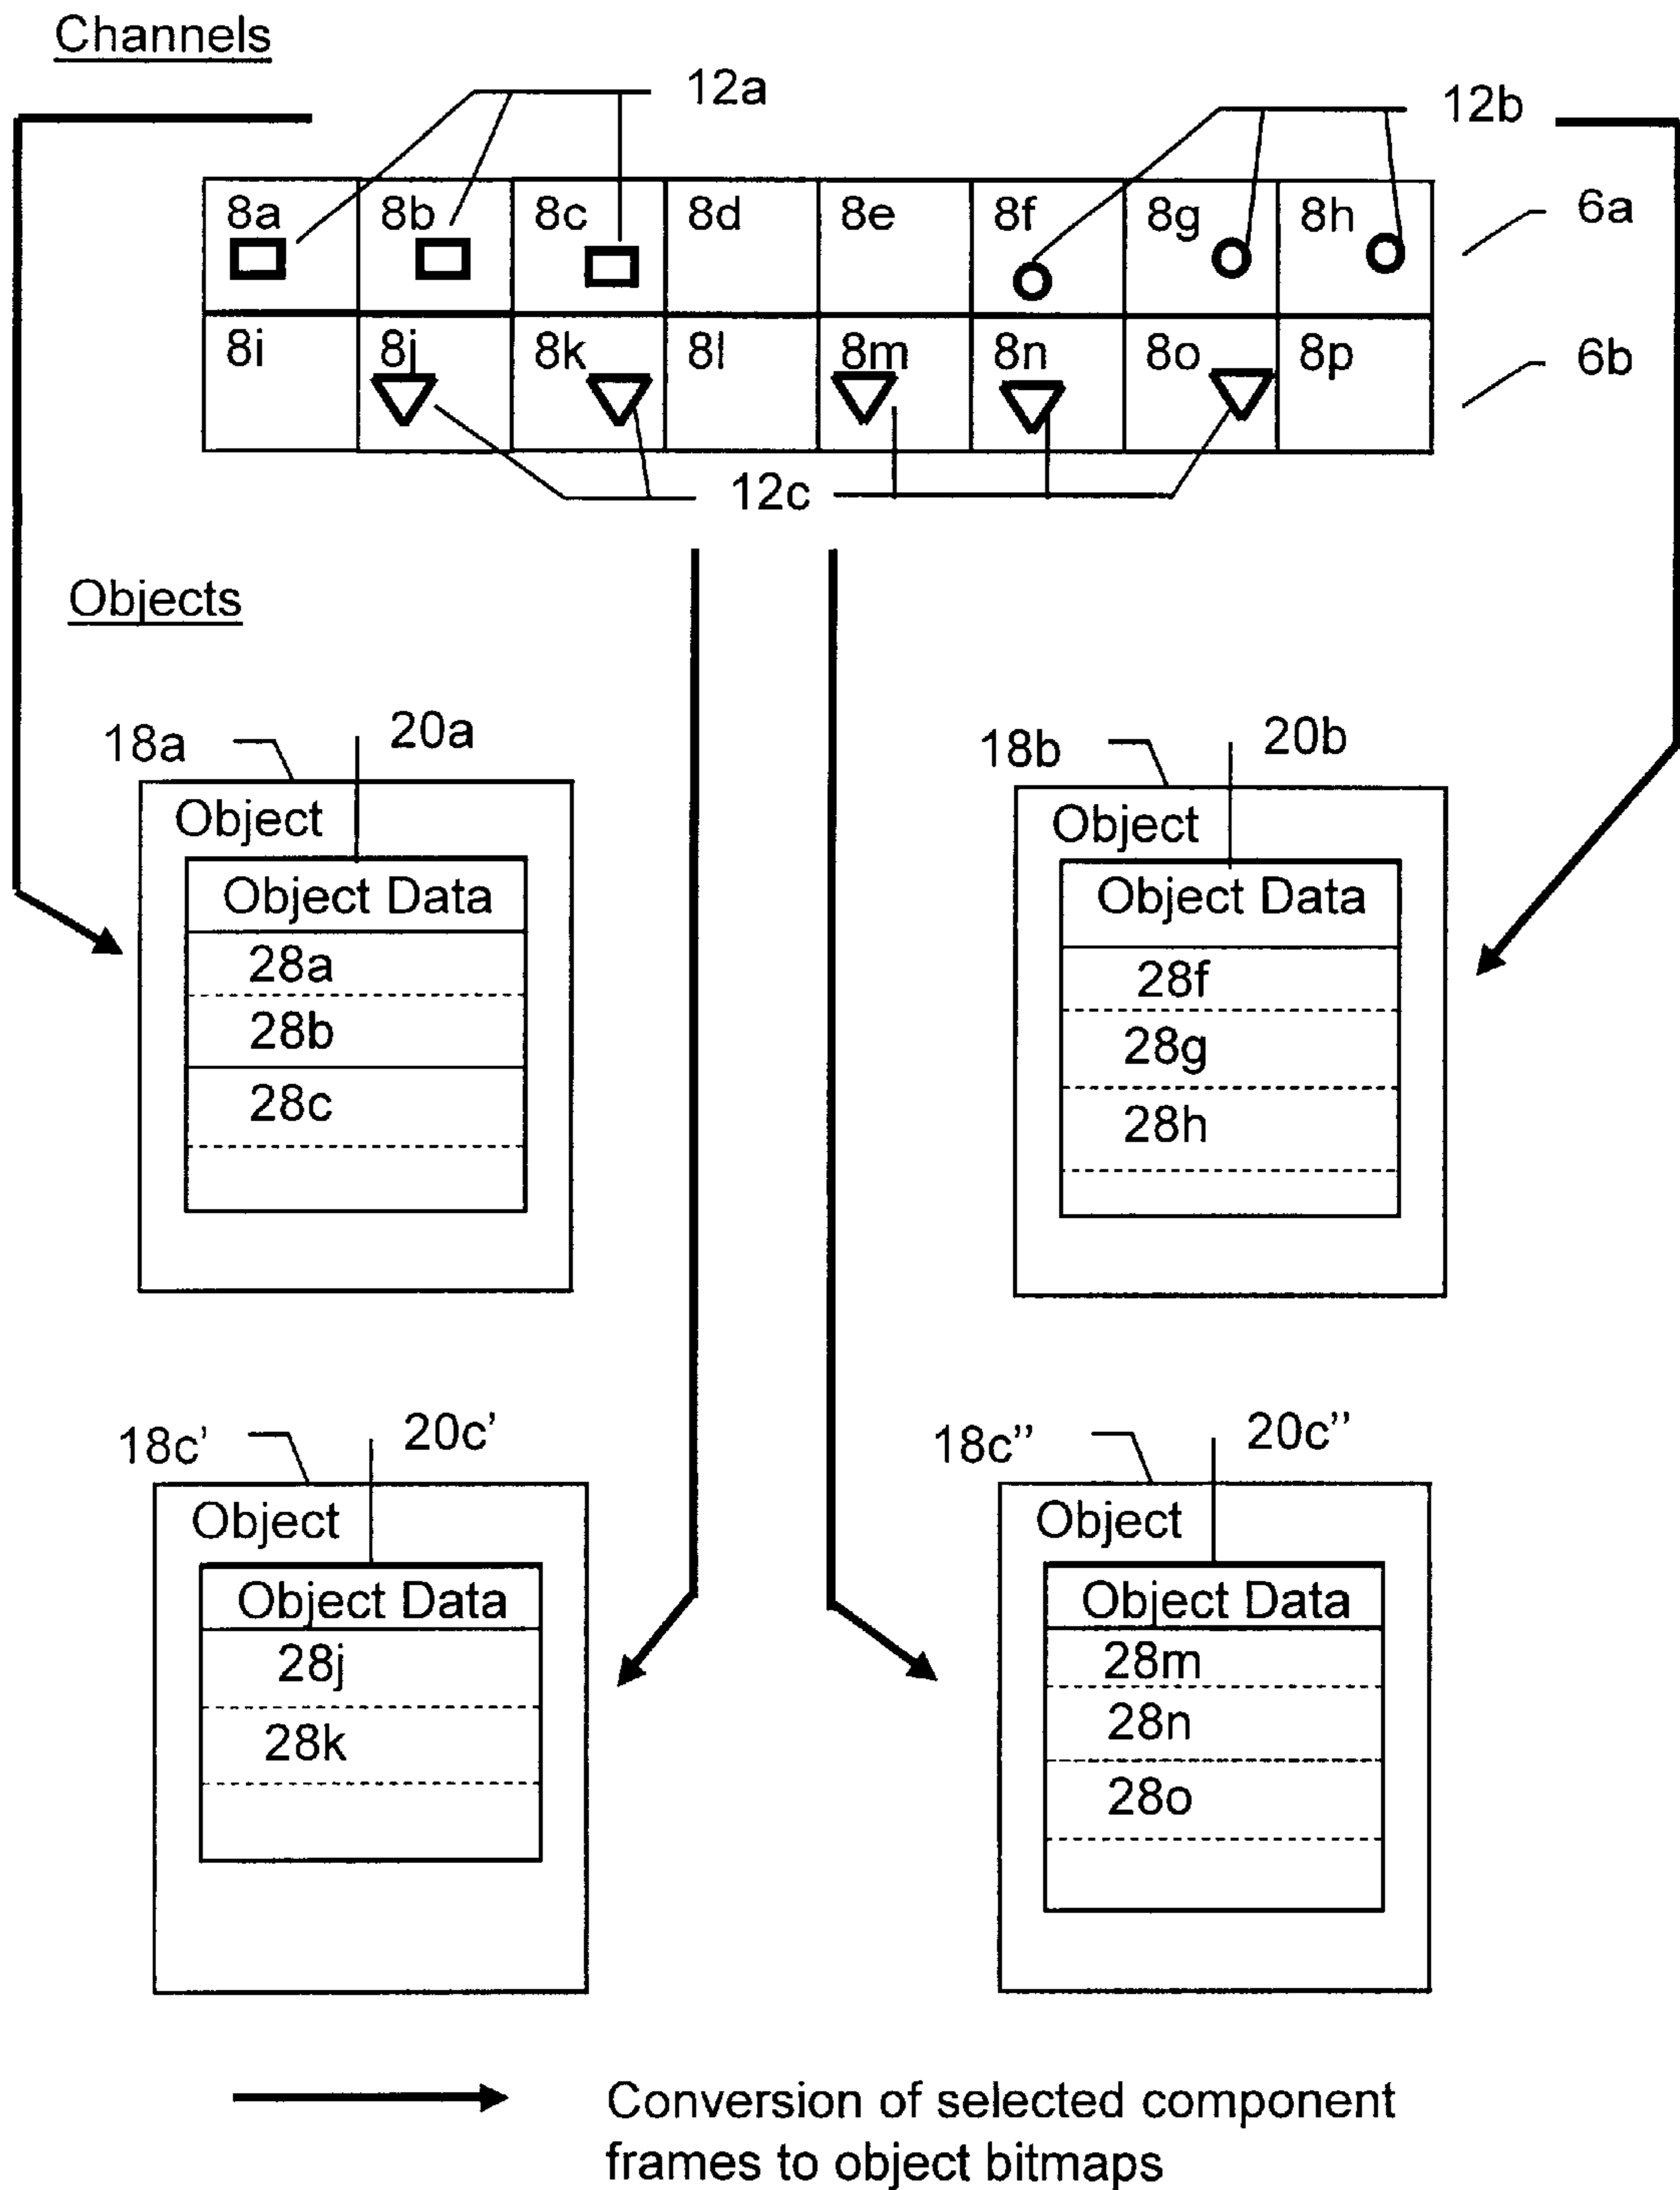 Channels
12a
12b
8a 8b 8c 8d 8e 8f 8g 8h
6a
8i 8j 8k 8l 8m 8n 8o 8p
6b
12c
Objects
18a
20a
Object
Object Data
28a
28b
28c
18b
20b
Object
Object Data
28f
28g
28h
18c’
20c’
Object
Object Data
28j
28k
18c”
20c”
Object
Object Data
28m
28n
28o
Conversion of selected component
frames to object bitmaps